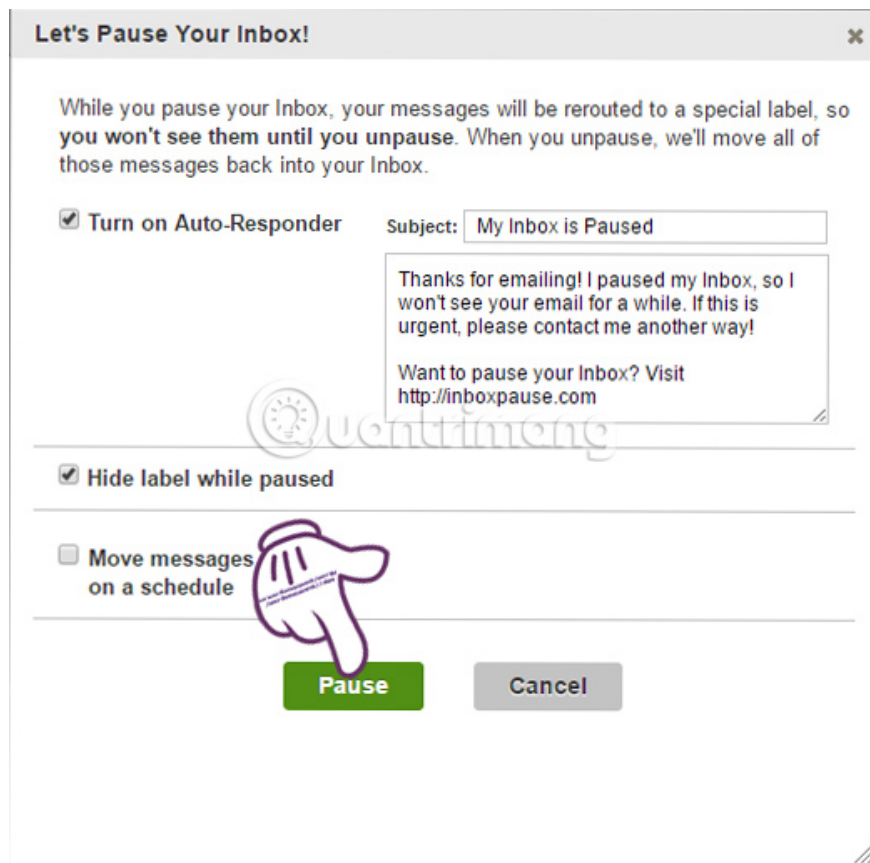 Let's Pause Your Inbox!
While you pause your Inbox, your messages will be rerouted to a special label, so
you won't see them until you unpause. When you unpause, we'll move all of
those messages back into your Inbox.
Turn on Auto-Responder
Subject: My Inbox is Paused
Thanks for emailing! I paused my Inbox, so I
won't see your email for a while. If this is
urgent, please contact me another way!
Want to pause your Inbox? Visit
http://inboxpause.com
Quantrimang
Hide label while paused
Move messages
on a schedule
Pause
Cancel